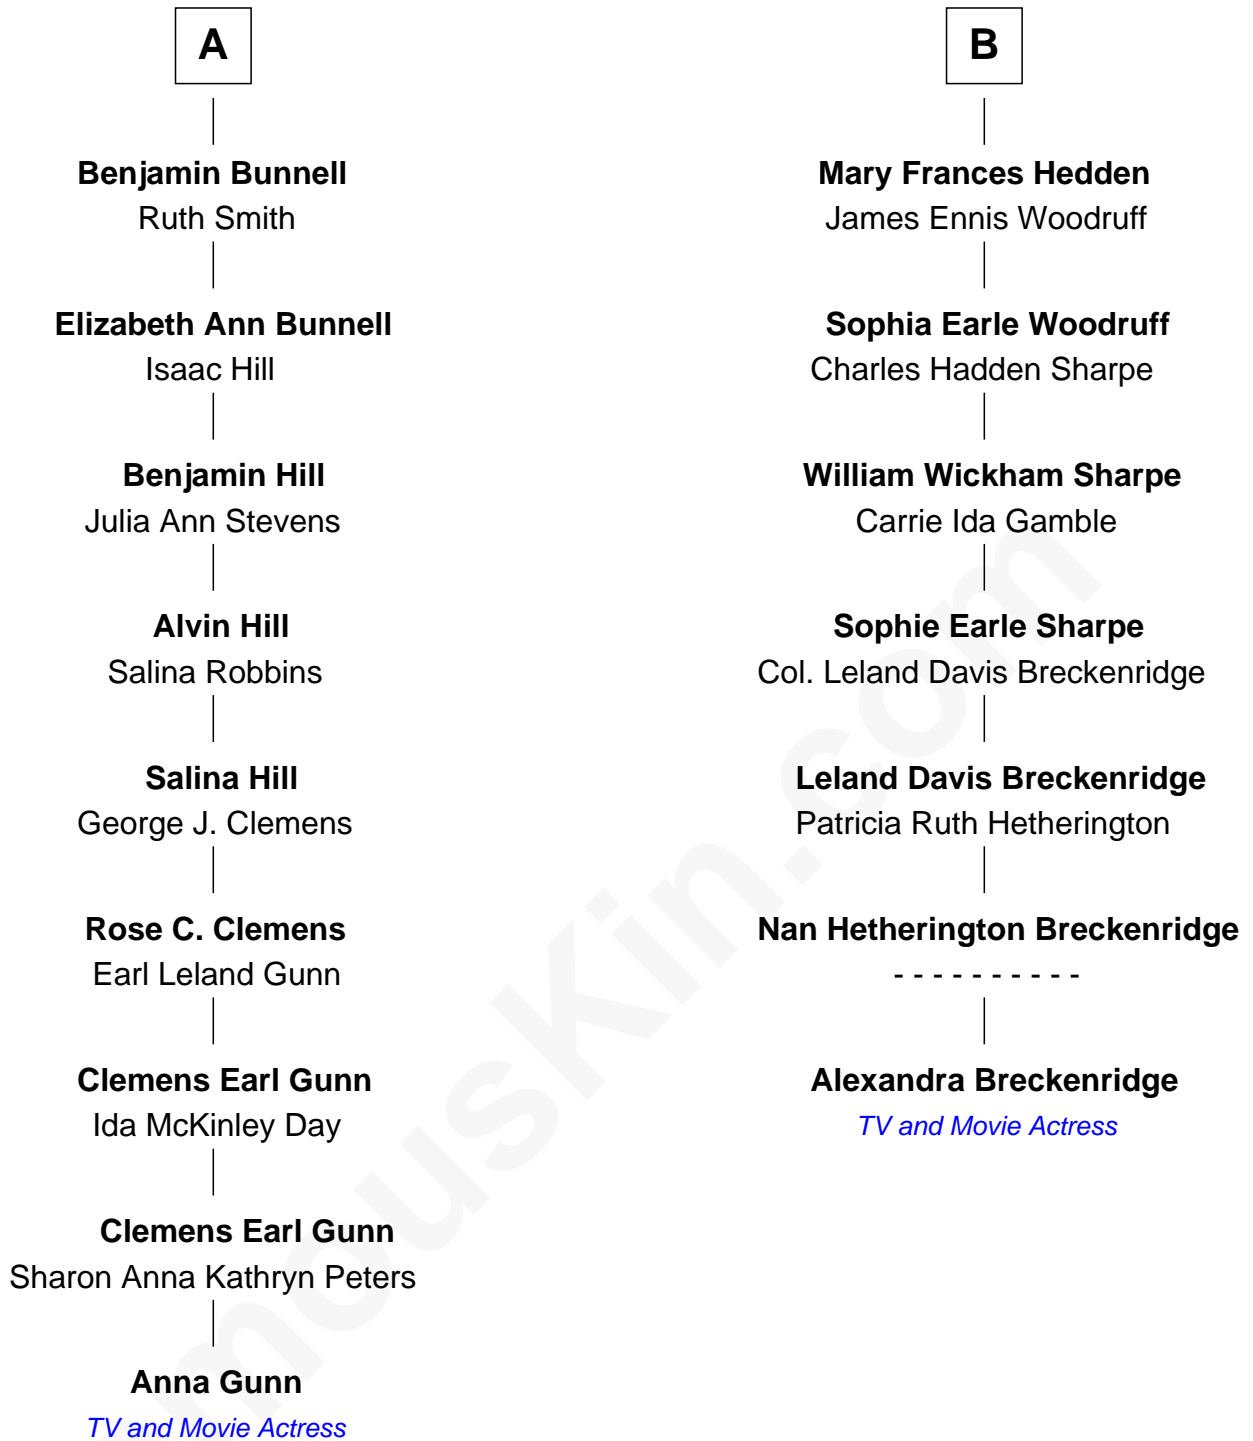 A
Benjamin Bunnell
Ruth Smith
Elizabeth Ann Bunnell
Isaac Hill
Benjamin Hill
Julia Ann Stevens
Alvin Hill
Salina Robbins
Salina Hill
George J. Clemens
Rose C. Clemens
Earl Leland Gunn
Clemens Earl Gunn
Ida McKinley Day
Clemens Earl Gunn
Sharon Anna Kathryn Peters
Anna Gunn
TV and Movie Actress
B
Mary Frances Hedden
James Ennis Woodruff
Sophia Earle Woodruff
Charles Hadden Sharpe
William Wickham Sharpe
Carrie Ida Gamble
Sophie Earle Sharpe
Col. Leland Davis Breckenridge
Leland Davis Breckenridge
Patricia Ruth Hetherington
Nan Hetherington Breckenridge
- - - - - - - - - -
Alexandra Breckenridge
TV and Movie Actress
mouskin.com